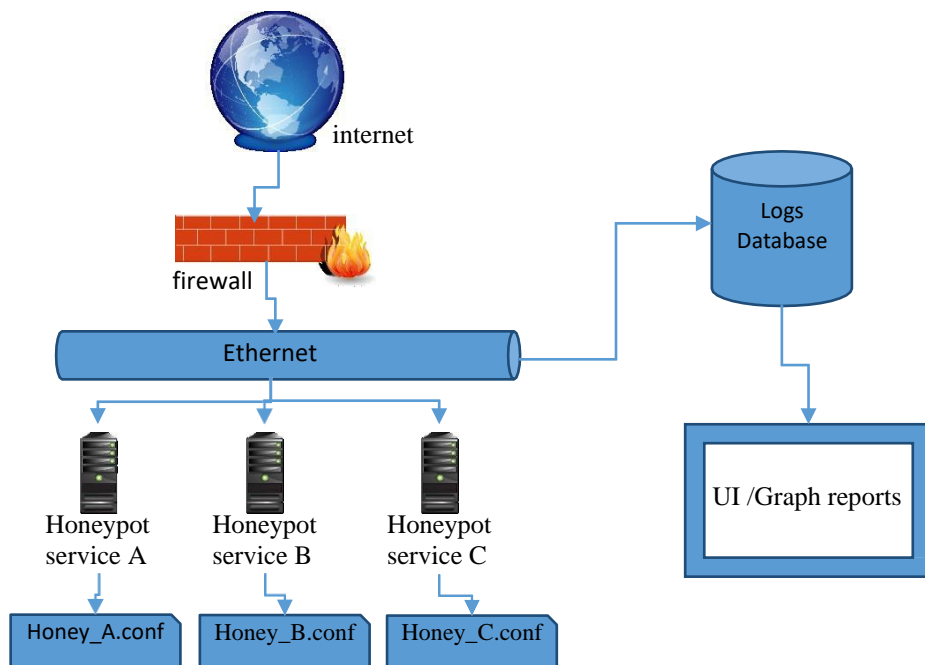 internet
firewall
Ethernet
Logs
Database
UI /Graph reports
Honeypot
service A
Honeypot
service B
Honeypot
service C
Honey_A.conf
Honey_B.conf
Honey_C.conf